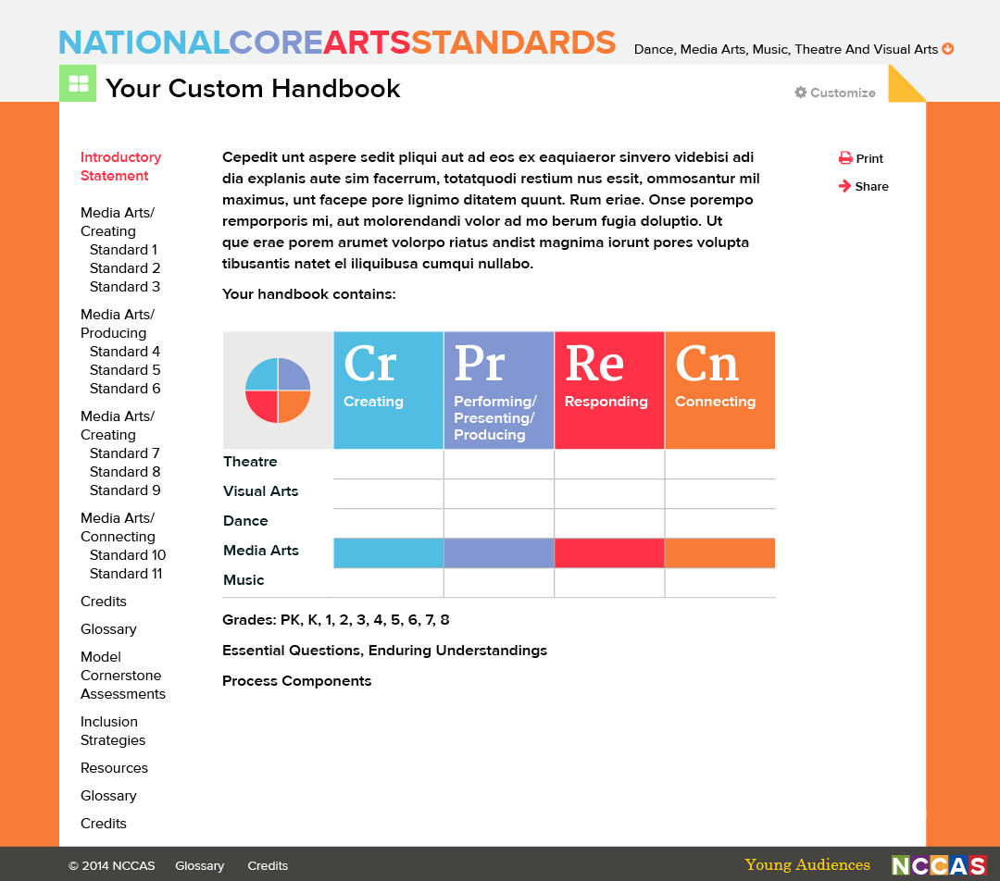 NATIONALCOREARTSSTANDARDS
Dance, Media Arts, Music, Theatre And Visual Arts
Your Custom Handbook
Customize
Introductory
Statement
Media Arts/
Creating
Standard 1
Standard 2
Standard 3
Media Arts/
Producing
Standard 4
Standard 5
Standard 6
Media Arts/
Creating
Standard 7
Standard 8
Standard 9
Media Arts/
Connecting
Standard 10
Standard 11
Credits
Glossary
Model
Cornerstone
Assessments
Inclusion
Strategies
Resources
Glossary
Credits
Cepedit unt aspere sedit pliqui aut ad eos ex eaquiaeror sinvero videbisi adi
dia explanis aute sim facerrum, totatquodi restium nus essit, ommosantur mil
maximus, unt facepe pore lignimo ditatem quunt. Rum eriae. Onse porempo
remporporis mi, aut molorendandi volor ad mo berum fugia doluptio. Ut
que erae porem arumet volorpo riatus andist magnima iorunt pores volupta
tibusantis natet el iliquibusa cumqui nullabo.
Your handbook contains:
Cr
Creating
Pr
Performing/
Presenting/
Producing
Re
Responding
Cn
Connecting
Theatre
Visual Arts
Dance
Media Arts
Music
Grades: PK, K, 1, 2, 3, 4, 5, 6, 7, 8
Essential Questions, Enduring Understandings
Process Components
Print
Share
© 2014 NCCAS
Glossary
Credits
Young Audiences
NCCAS